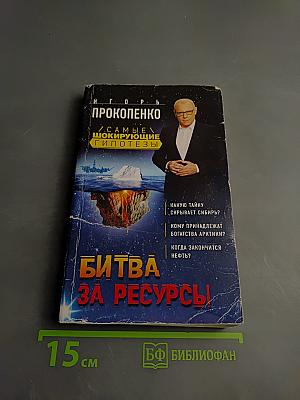 ИГОРЬ
ПРОКОПЕНКО
САМЫЕ
ШОКИРУЮЩИЕ
ГИПОТЕЗЫ
КАКУЮ ТАЙНУ
СКРЫВАЕТ СИБИРЬ?
КОМУ ПРИНАДЛЕЖАТ
БОГАТСТВА АРКТИКИ?
КОГДА ЗАКОНЧИТСЯ
НЕФТЬ?
БИТВА
ЗА РЕСУРСЫ
15 см
БФ БИБЛИОФАН